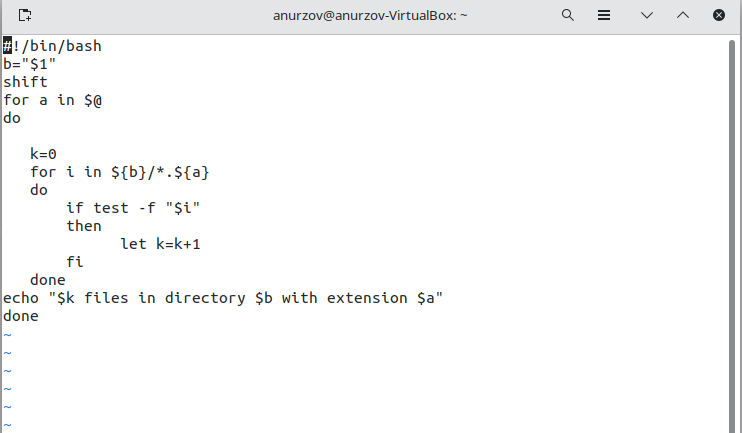 anurzov@anurzov-VirtualBox: ~
#!/bin/bash
b="$1"
shift
for a in $@
do
k=0
for i in ${b}/*.${a}
do
if test -f "$i"
then
let k=k+1
fi
done
echo "$k files in directory $b with extension $a"
done
~
~
~
~
~
~